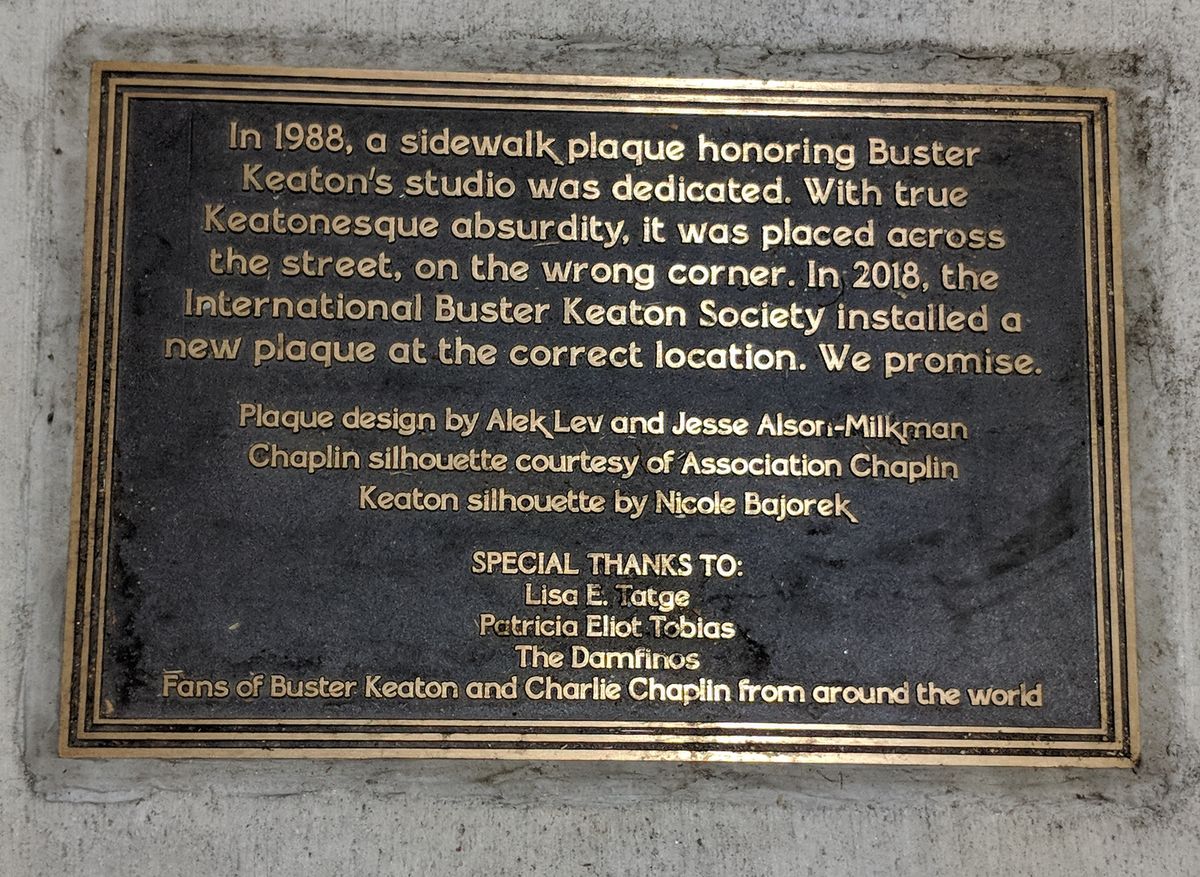 In 1988, a sidewalk plaque honoring Buster
Keaton's studio was dedicated. With true
Keatonesque absurdity, it was placed across
the street, on the wrong corner. In 2018, the
International Buster Keaton Society installed a
new plaque at the correct location. We promise.
Plaque design by Alek Lev and Jesse Alson-Milkman
Chaplin silhouette courtesy of Association Chaplin
Keaton silhouette by Nicole Bajorek
SPECIAL THANKS TO:
Lisa E. Tatge
Patricia Eliot Tobias
The Damfinos
Fans of Buster Keaton and Charlie Chaplin from around the world